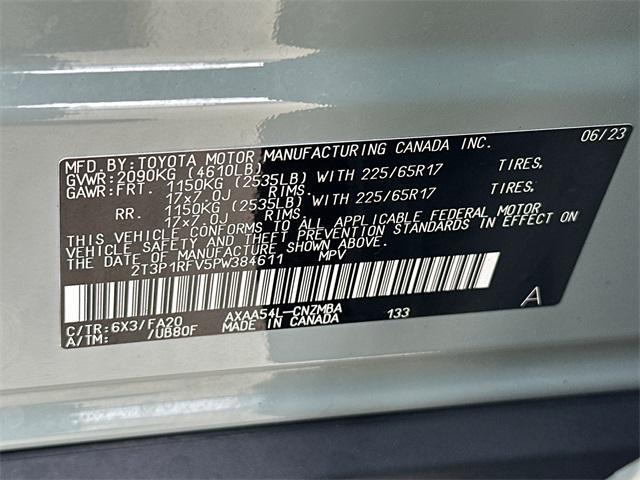 MFD.BY:TOYOTA MOTOR MANUFACTURING CANADA INC. 06/23
GVWR:2090KG (4610LB)
GAWR:FRT. 1150KG (2535LB) WITH 225/65R17 TIRES.
17x7.0J RIMS.
RR. 1150KG (2535LB) WITH 225/65R17 TIRES.
17x7.0J RIMS.
THIS VEHICLE CONFORMS TO ALL APPLICABLE FEDERAL MOTOR
VEHICLE SAFETY AND THEFT PREVENTION STANDARDS IN EFFECT ON
THE DATE OF MANUFACTURE SHOWN ABOVE.
2T3P1RFV5PW384611 MPV
C/TR:6X3/FA20 AXAA54L-CNZMBA 133 A
A/TM: /UB80F MADE IN CANADA